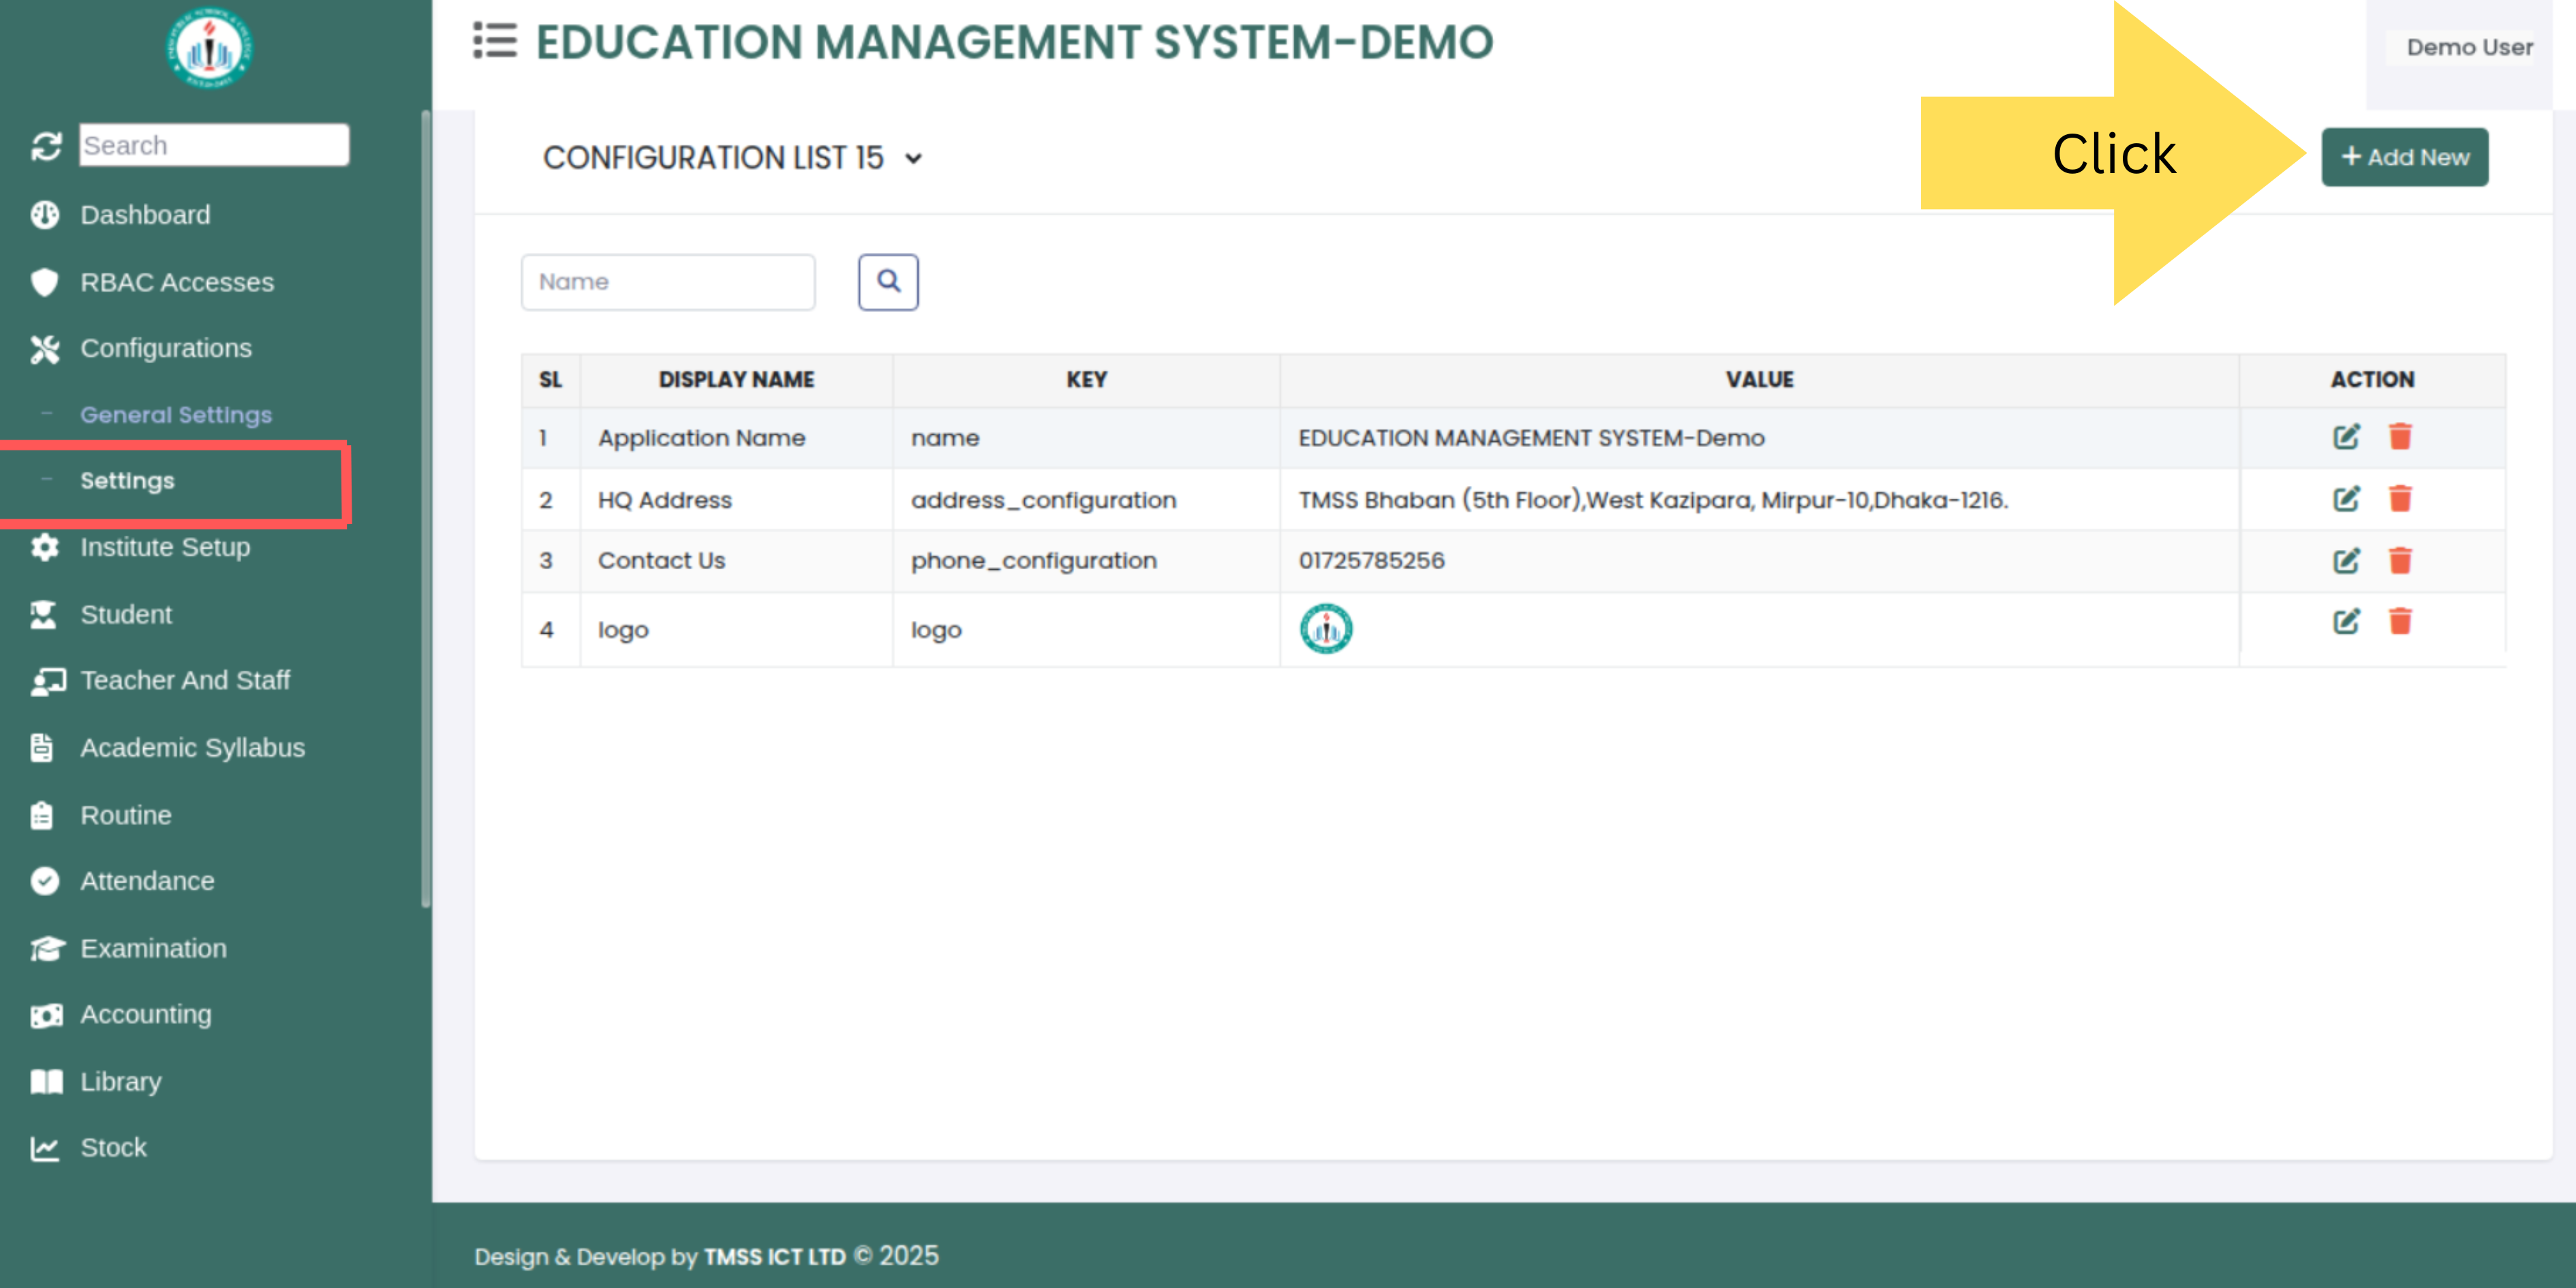 EDUCATION MANAGEMENT SYSTEM-DEMO
Demo User
Search
Dashboard
RBAC Accesses
Configurations
General Settings
Settings
Institute Setup
Student
Teacher And Staff
Academic Syllabus
Routine
Attendance
Examination
Accounting
Library
Stock
CONFIGURATION LIST 15
Click
+ Add New
Name
SL DISPLAY NAME KEY VALUE ACTION
1 Application Name name EDUCATION MANAGEMENT SYSTEM-Demo
2 HQ Address address_configuration TMSS Bhaban (5th Floor),West Kazipara, Mirpur-10,Dhaka-1216.
3 Contact Us phone_configuration 01725785256
4 logo logo
Design & Develop by TMSS ICT LTD © 2025